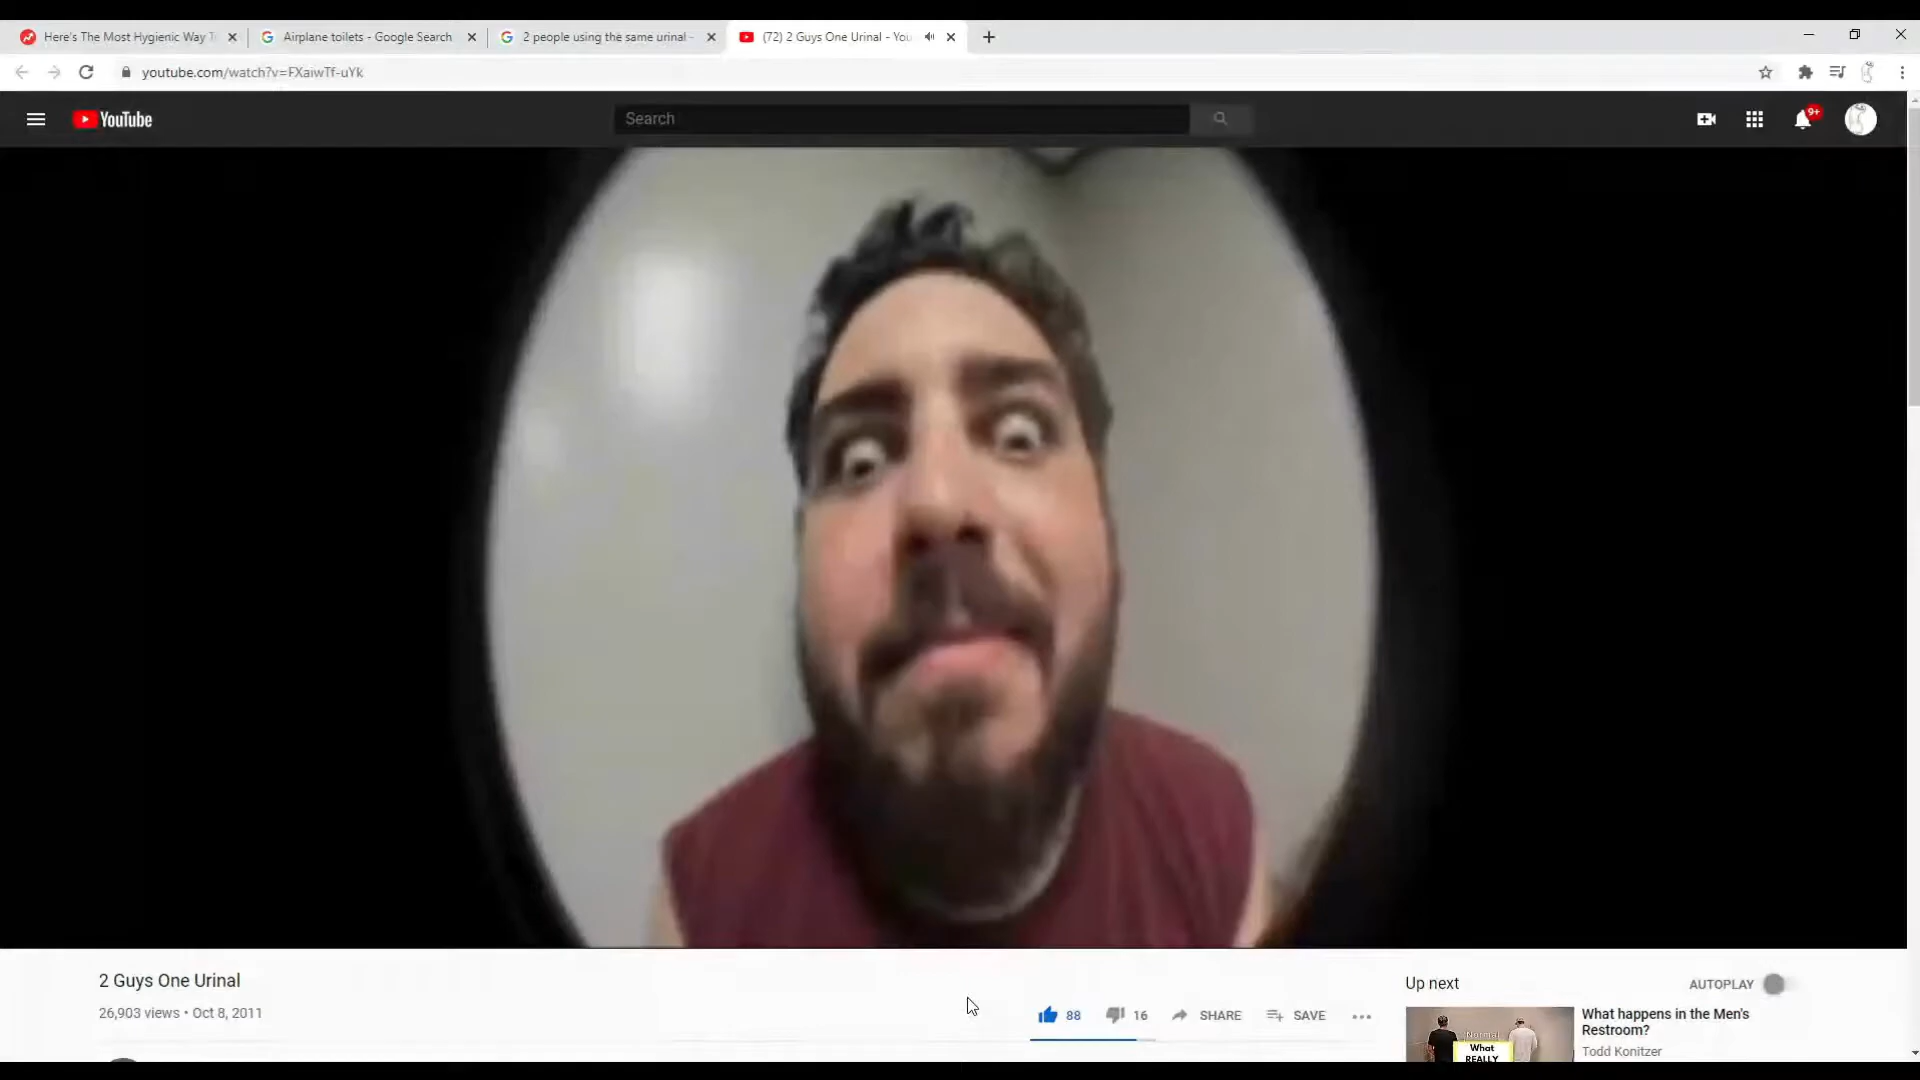 Here's The Most Hygienic Way T
Airplane toilets - Google Search
2 people using the same urinal -
(72) 2 Guys One Urinal - You
youtube.com/watch?v=FXaiwTf-uYk
YouTube
Search
9+
2 Guys One Urinal
26,903 views • Oct 8, 2011
88
16
SHARE
SAVE
Up next
AUTOPLAY
Normal
What
REALLY
What happens in the Men's
Restroom?
Todd Konitzer